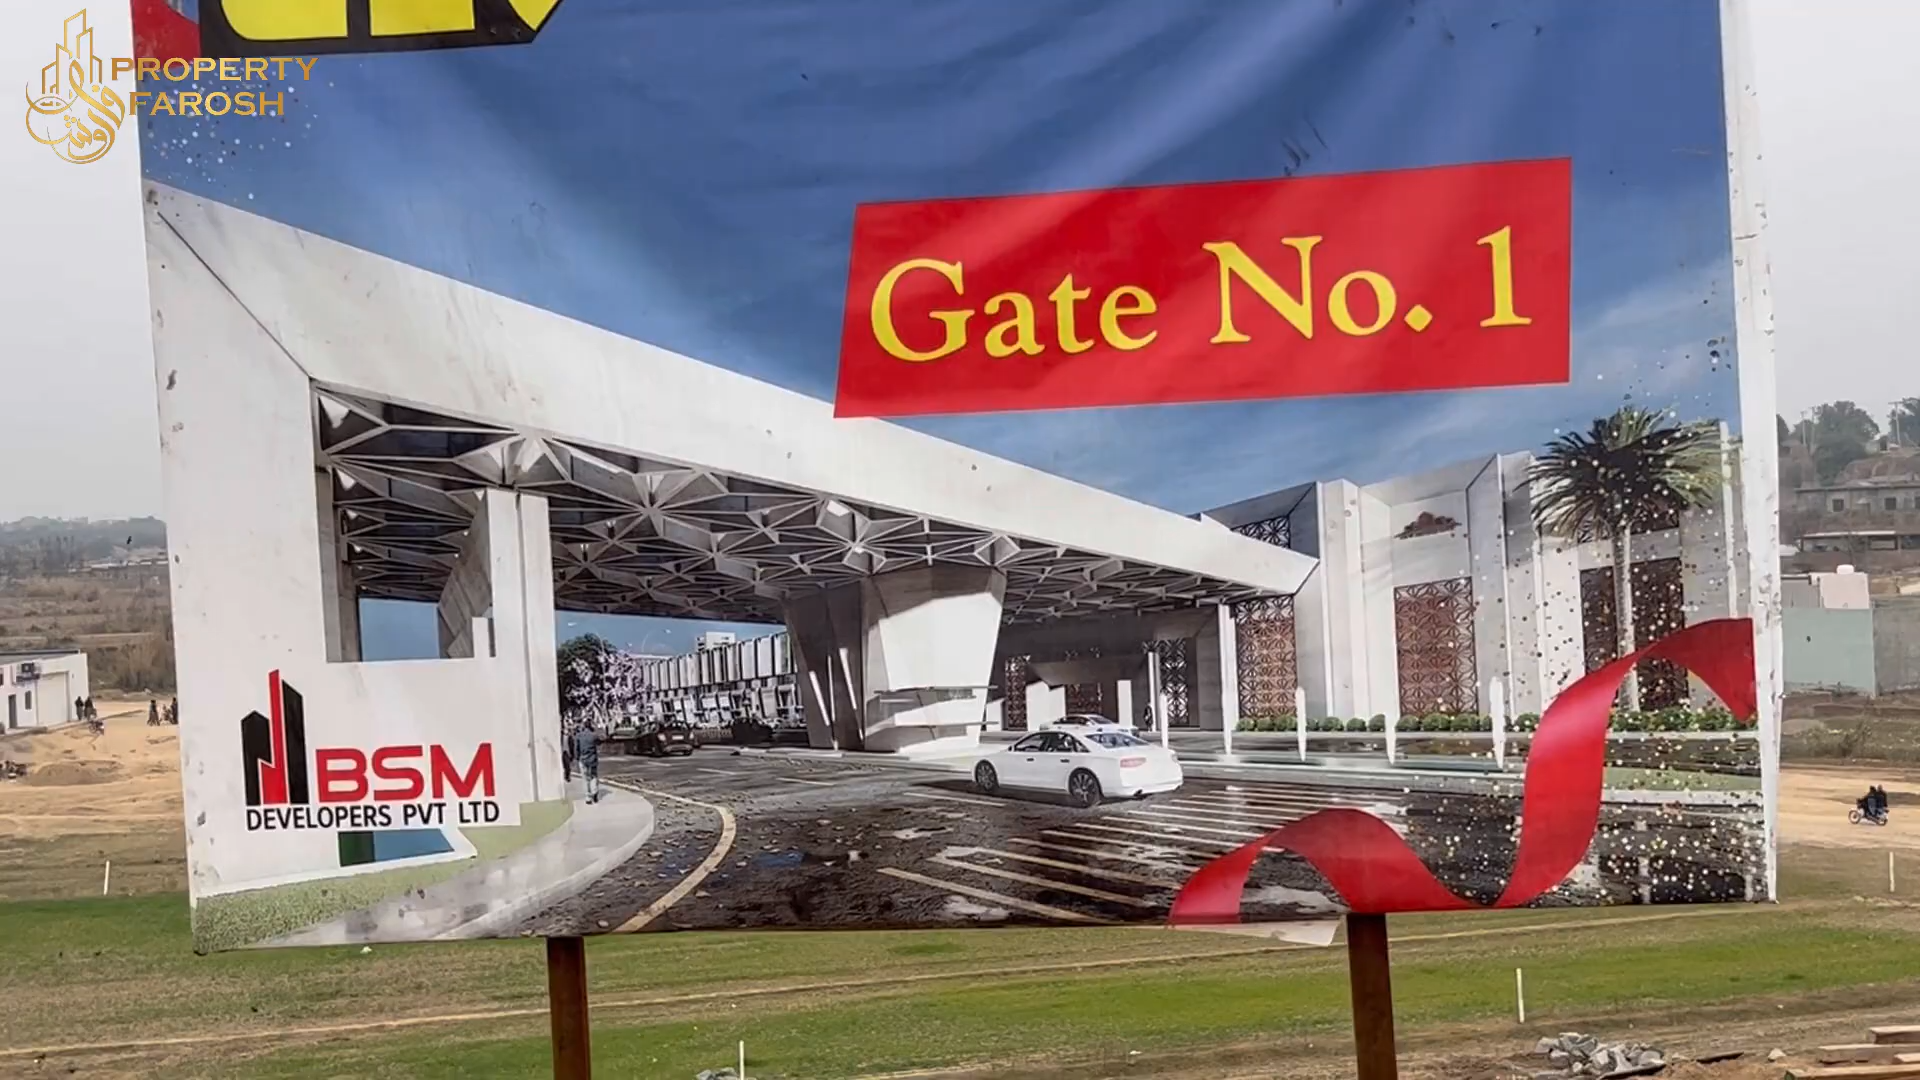 PROPERTY
FAROSH
Gate No. 1
BSM
DEVELOPERS PVT LTD